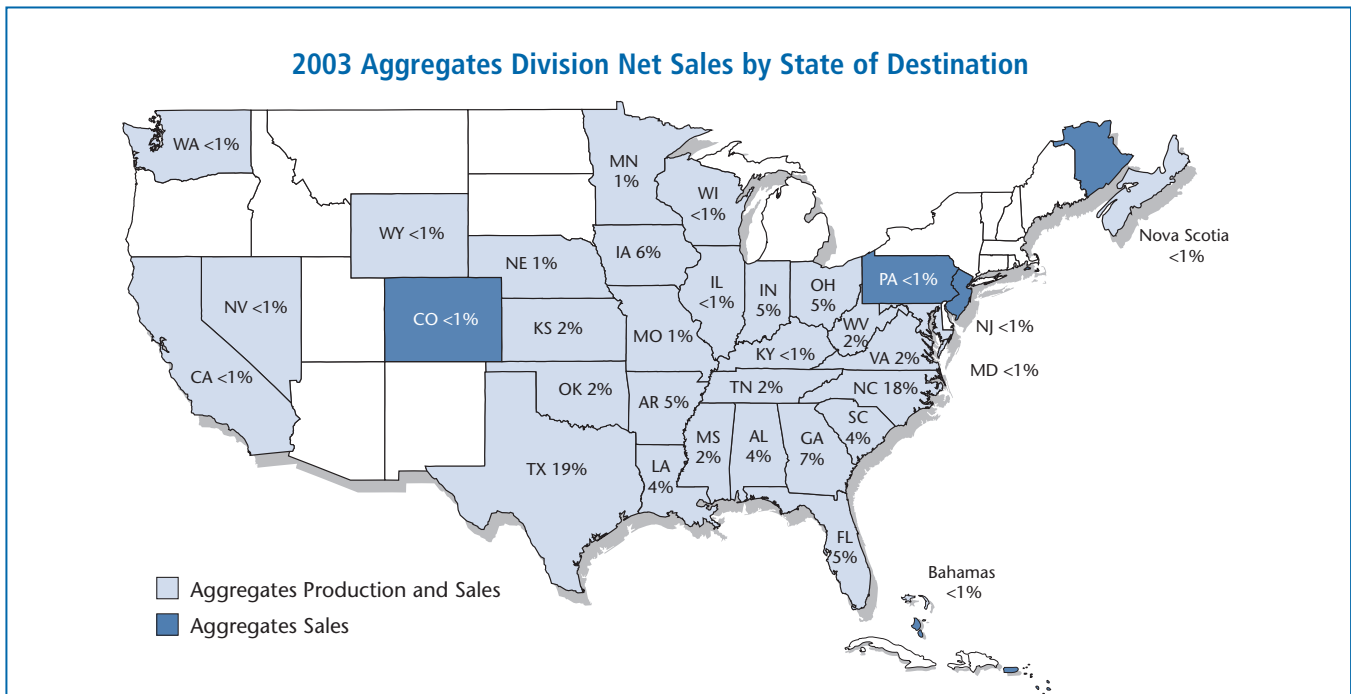 2003 Aggregates Division Net Sales by State of Destination
WA <1%
MN
1%
WI
<1%
WY <1%
Nova Scotia
<1%
IA 6%
NE 1%
PA <1%
NV <1%
IL
<1%
IN
5%
OH
5%
CO <1%
KS 2%
MO 1%
WV
2%
NJ <1%
KY <1%
VA 2%
MD <1%
CA <1%
OK 2%
AR 5%
TN 2%
NC 18%
SC
4%
MS
2%
AL
4%
GA
7%
TX 19%
LA
4%
FL
5%
Bahamas
<1%
Aggregates Production and Sales
Aggregates Sales